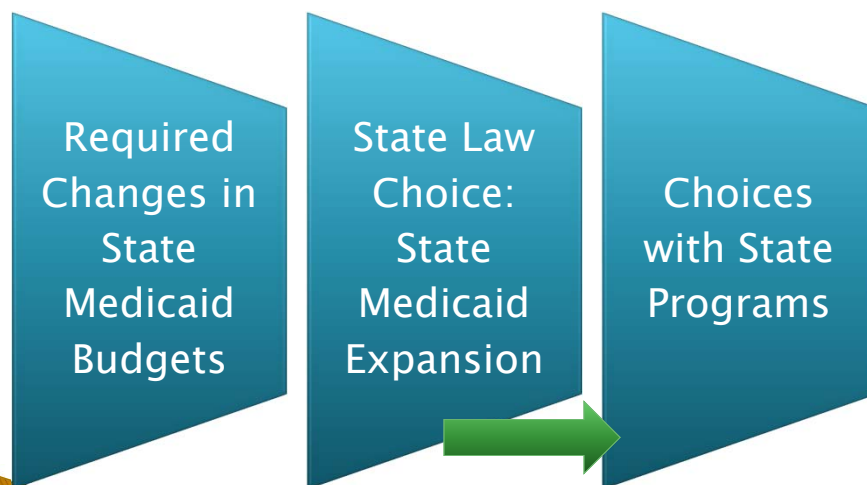 Required
Changes in
State
Medicaid
Budgets
State Law
Choice:
State
Medicaid
Expansion
Choices
with State
Programs